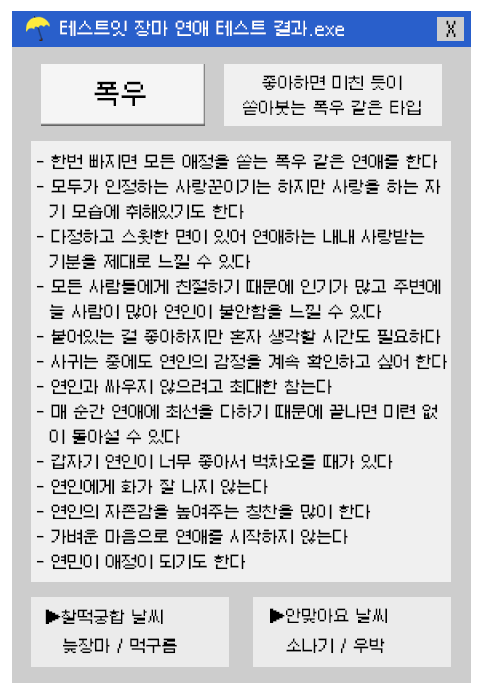 테스트잇 장마 연애 테스트 결과.exe X
폭우
좋아하면 미친 듯이
쏟아붓는 폭우 같은 타입
- 한번 빠지면 모든 애정을 쏟는 폭우 같은 연애를 한다
- 모두가 인정하는 사랑꾼이기는 하지만 사랑을 하는 자
기 모습에 취해있기도 한다
- 다정하고 스윗한 면이 있어 연애하는 내내 사랑받는
기분을 제대로 느낄 수 있다
- 모든 사람들에게 친절하기 때문에 인기가 많고 주변에
늘 사람이 많아 연인이 불안함을 느낄 수 있다
- 붙어있는 걸 좋아하지만 혼자 생각할 시간도 필요하다
- 사귀는 중에도 연인의 감정을 계속 확인하고 싶어 한다
- 연인과 싸우지 않으려고 최대한 참는다
- 매 순간 연애에 최선을 다하기 때문에 끝나면 미련 없
이 돌아설 수 있다
- 갑자기 연인이 너무 좋아서 벅차오를 때가 있다
- 연인에게 화가 잘 나지 않는다
- 연인의 자존감을 높여주는 칭찬을 많이 한다
- 가벼운 마음으로 연애를 시작하지 않는다
- 연민이 애정이 되기도 한다
▶찰떡궁합 날씨
늦장마 / 먹구름
▶안맞아요 날씨
소나기 / 우박